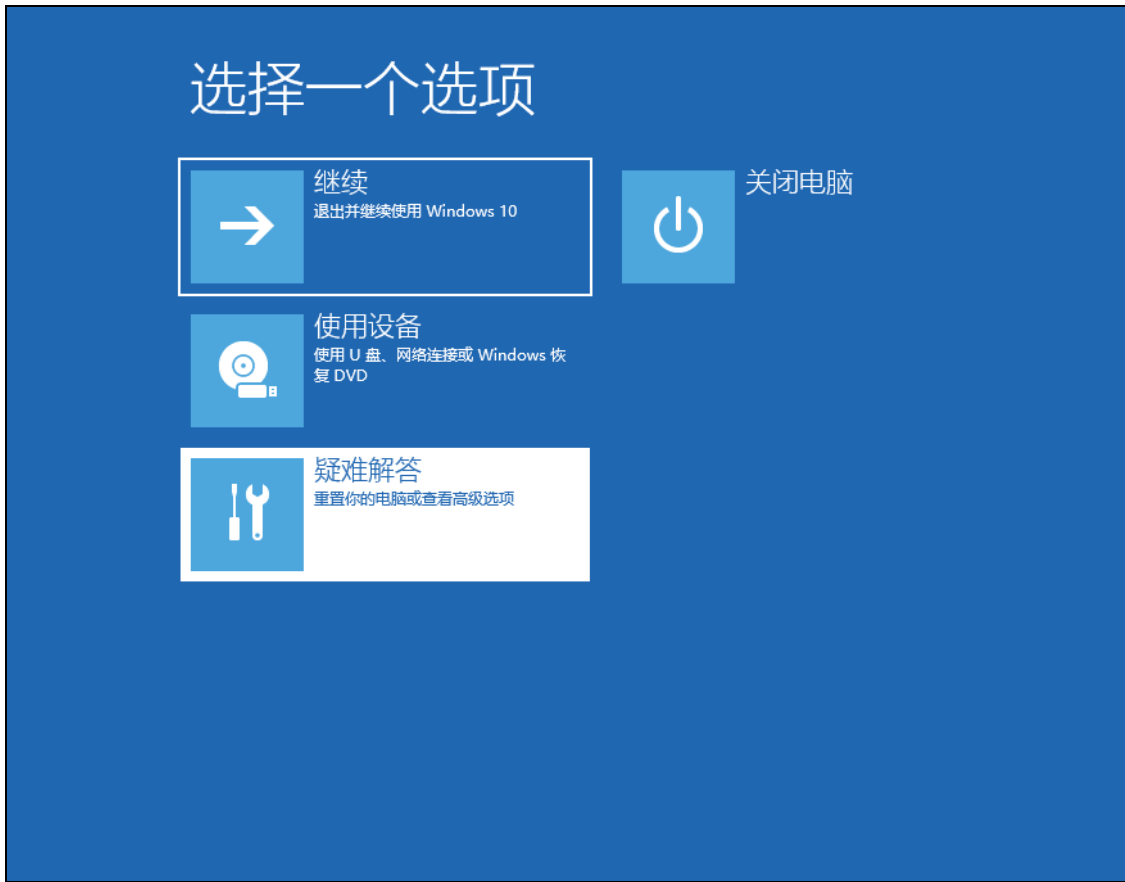 选择一个选项
继续
退出并继续使用 Windows 10
关闭电脑
使用设备
使用 U 盘、网络连接或 Windows 恢
复 DVD
疑难解答
重置你的电脑或查看高级选项